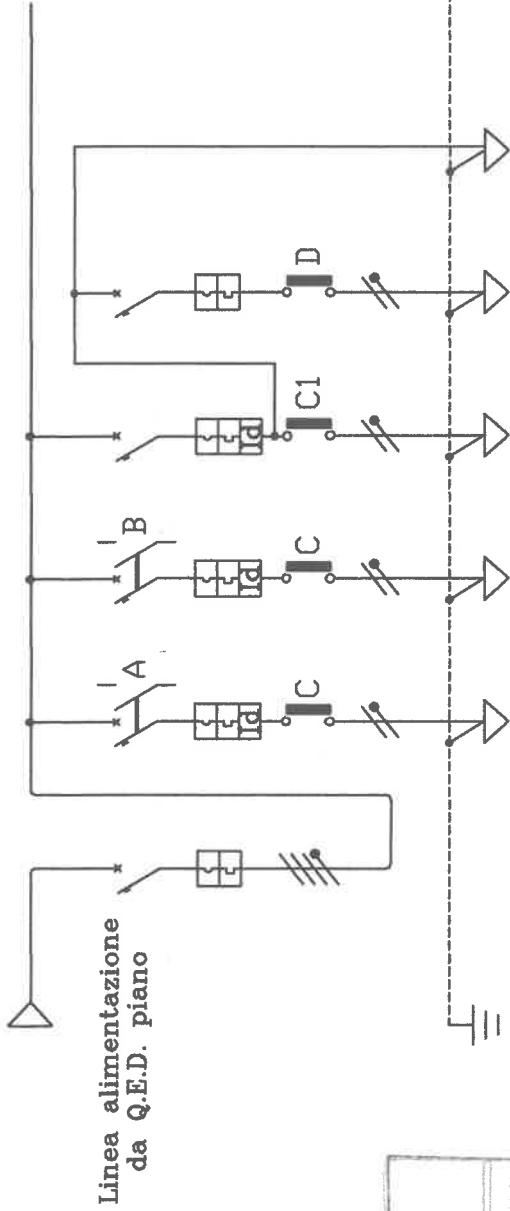 Linea alimentazione
da Q.E.D. piano
A
B
C
C
C1
D
Id
Id
Id